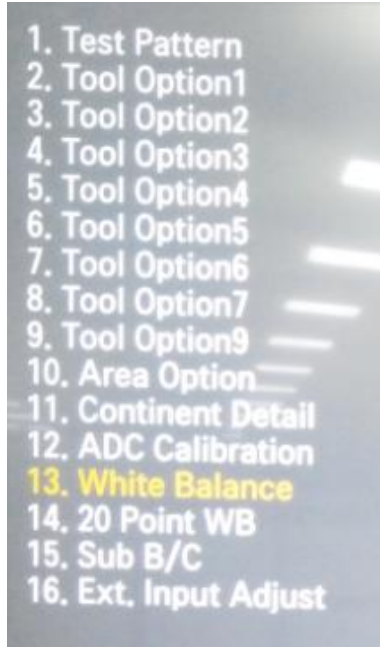 1. Test Pattern
2. Tool Option1
3. Tool Option2
4. Tool Option3
5. Tool Option4
6. Tool Option5
7. Tool Option6
8. Tool Option7
9. Tool Option9
10. Area Option
11. Continent Detail
12. ADC Calibration
13. White Balance
14. 20 Point WB
15. Sub B/C
16. Ext. Input Adjust